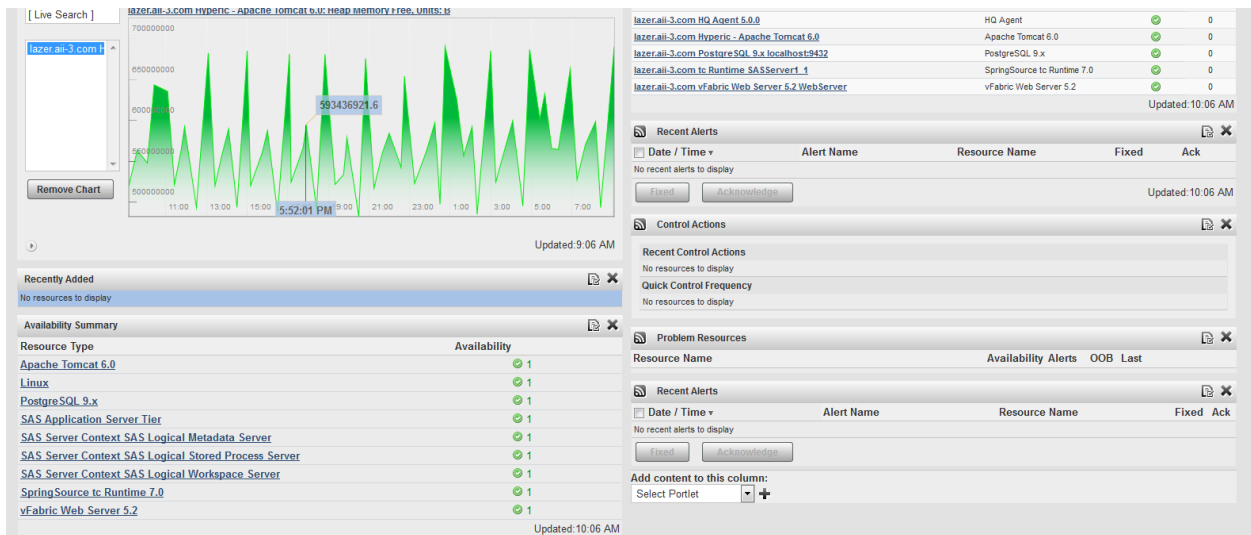 [ Live Search ]
lazer.aii-3.com Hyperic - Apache Tomcat 6.0: Heap Memory Free, Units: B
lazer.aii-3.com H
700000000
650000000
600000000
550000000
500000000
593436921.6
11:00 13:00 15:00 5:52:01 PM 9:00 21:00 23:00 1:00 3:00 5:00 7:00
Remove Chart
Updated:9:06 AM
Recently Added
No resources to display
Availability Summary
Resource Type Availability
Apache Tomcat 6.0 1
Linux 1
PostgreSQL 9.x 1
SAS Application Server Tier 1
SAS Server Context SAS Logical Metadata Server 1
SAS Server Context SAS Logical Stored Process Server 1
SAS Server Context SAS Logical Workspace Server 1
SpringSource tc Runtime 7.0 1
vFabric Web Server 5.2 1
Updated:10:06 AM
lazer.aii-3.com HQ Agent 5.0.0 HQ Agent 0
lazer.aii-3.com Hyperic - Apache Tomcat 6.0 Apache Tomcat 6.0 0
lazer.aii-3.com PostgreSQL 9.x localhost:9432 PostgreSQL 9.x 0
lazer.aii-3.com tc Runtime SASServer1_1 SpringSource tc Runtime 7.0 0
lazer.aii-3.com vFabric Web Server 5.2 WebServer vFabric Web Server 5.2 0
Updated:10:06 AM
Recent Alerts
Date / Time Alert Name Resource Name Fixed Ack
No recent alerts to display
Fixed Acknowledge Updated:10:06 AM
Control Actions
Recent Control Actions
No resources to display
Quick Control Frequency
No resources to display
Problem Resources
Resource Name Availability Alerts OOB Last
Recent Alerts
Date / Time Alert Name Resource Name Fixed Ack
No recent alerts to display
Fixed Acknowledge
Add content to this column:
Select Portlet